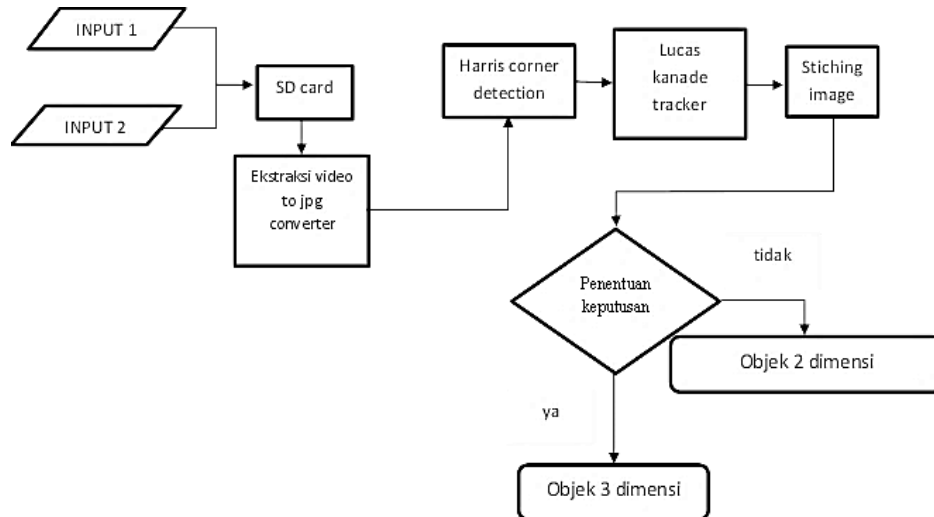 INPUT 1
INPUT 2
SD card
Ekstraksi video
to jpg
converter
Harris corner
detection
Lucas
kanade
tracker
Stiching
image
Penentuan
keputusan
tidak
Objek 2 dimensi
ya
Objek 3 dimensi